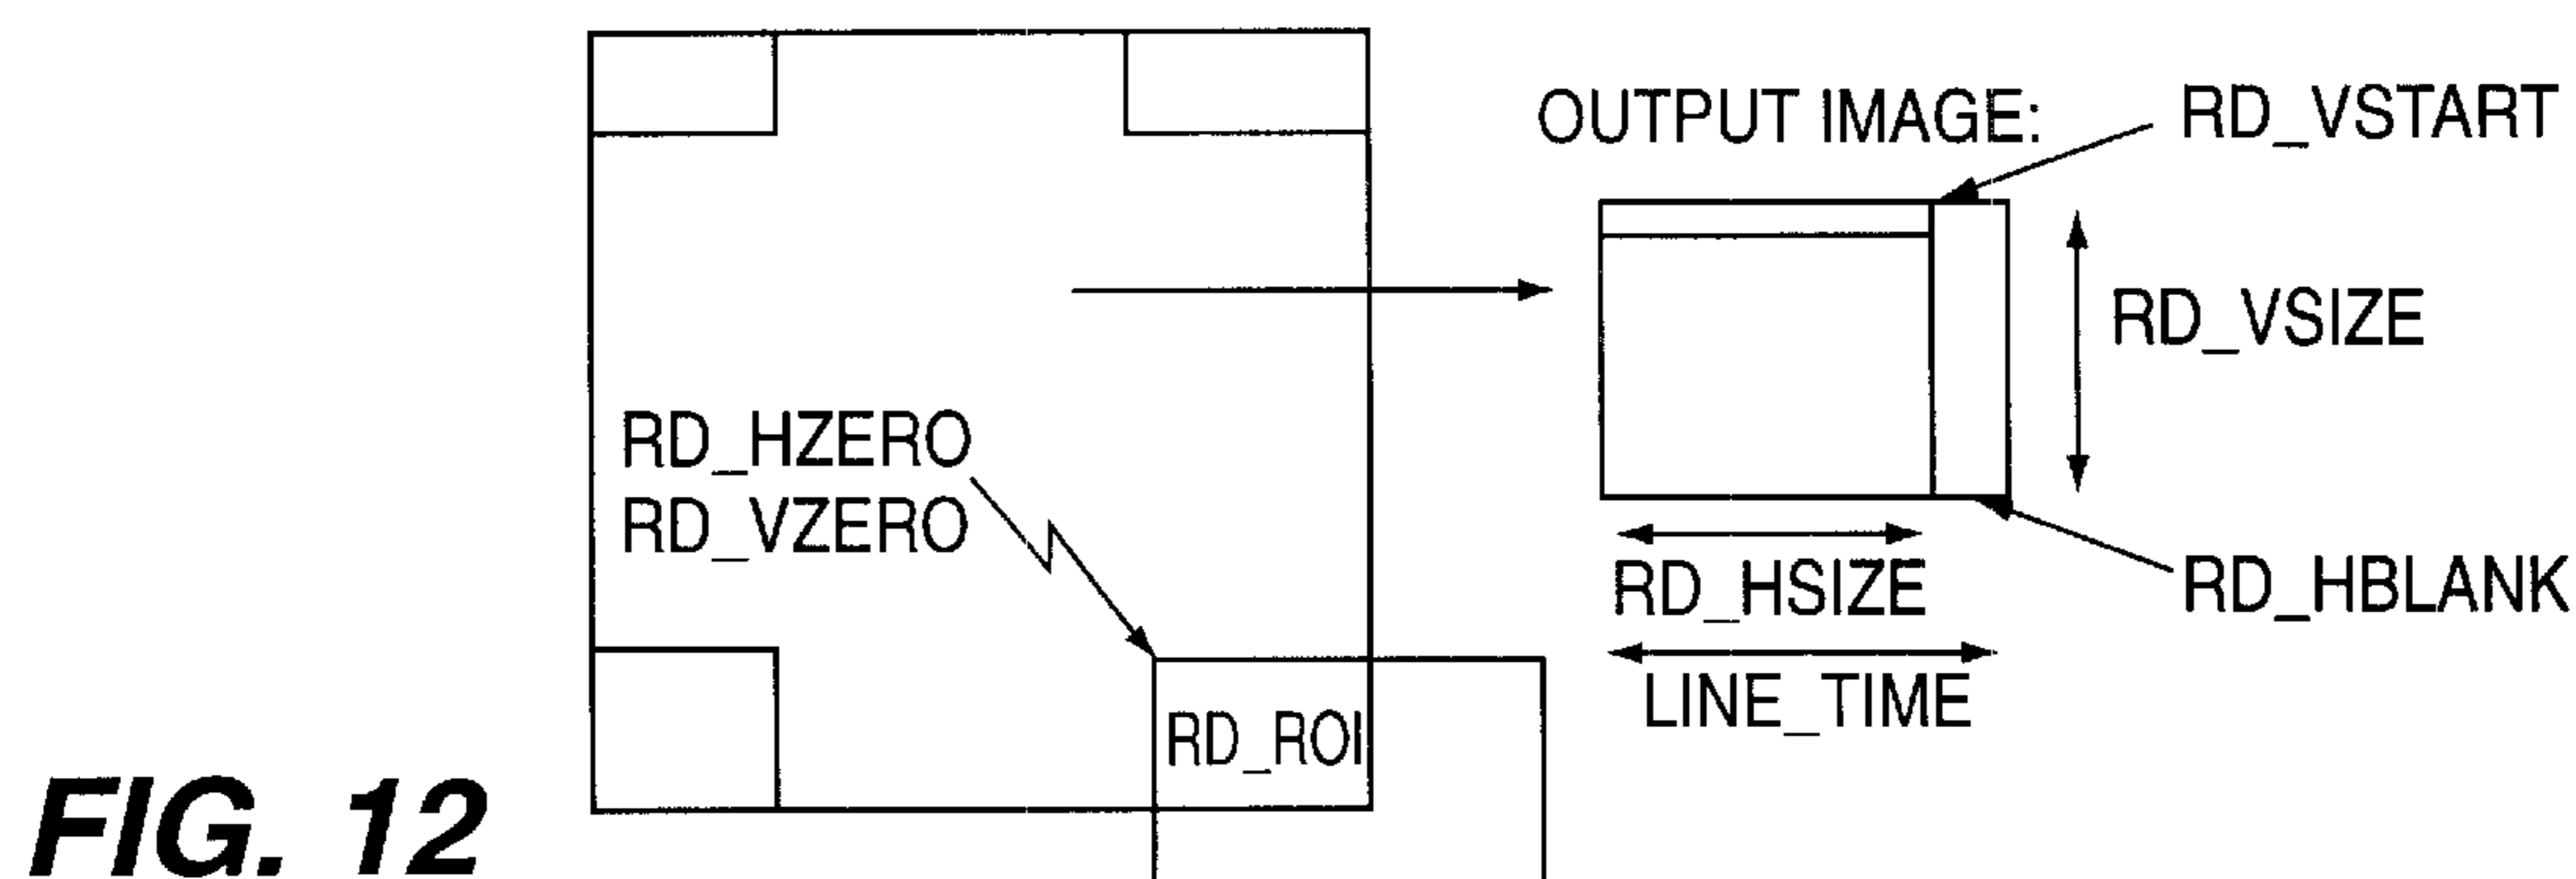 OUTPUT IMAGE:
RD_VSTART
RD_VSIZE
RD_HZERO
RD_VZERO
RD_HSIZE
RD_HBLANK
LINE_TIME
RD_ROI
FIG. 12